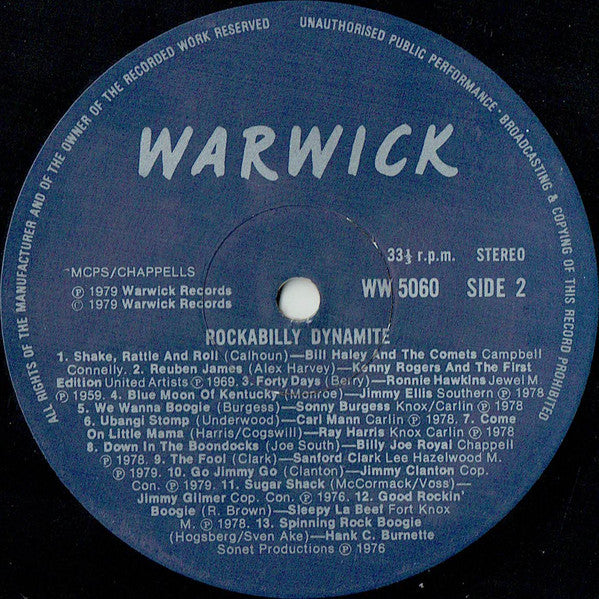 ALL RIGHTS OF THE MANUFACTURER AND OF THE OWNER OF THE RECORDED WORK RESERVED UNAUTHORISED PUBLIC PERFORMANCE · BROADCASTING & COPYING OF THIS RECORD PROHIBITED
WARWICK
33⅓ r.p.m. STEREO
MCPS/CHAPPELLS
WW 5060 SIDE 2
℗ 1979 Warwick Records
© 1979 Warwick Records
ROCKABILLY DYNAMITE
1. Shake, Rattle And Roll (Calhoun)—Bill Haley And The Comets Campbell
Connelly. 2. Reuben James (Alex Harvey)—Kenny Rogers And The First
Edition United Artists ℗ 1969. 3. Forty Days (Berry)—Ronnie Hawkins Jewel M
℗ 1959. 4. Blue Moon Of Kentucky (Monroe)—Jimmy Ellis Southern ℗ 1978
5. We Wanna Boogie (Burgess)—Sonny Burgess Knox/Carlin ℗ 1978
6. Ubangi Stomp (Underwood)—Carl Mann Carlin ℗ 1978. 7. Come
On Little Mama (Harris/Cogswill)—Ray Harris Knox Carlin ℗ 1978
8. Down In The Boondocks (Joe South)—Billy Joe Royal Chappell
℗ 1978. 9. The Fool (Clark)—Sanford Clark Lee Hazelwood M.
℗ 1979. 10. Go Jimmy Go (Clanton)—Jimmy Clanton Cop.
Con. ℗ 1979. 11. Sugar Shack (McCormack/Voss)—
Jimmy Gilmer Cop. Con. ℗ 1976. 12. Good Rockin'
Boogie (R. Brown)—Sleepy La Beef Fort Knox
M. ℗ 1978. 13. Spinning Rock Boogie
(Hogsberg/Sven Ake)—Hank C. Burnette
Sonet Productions ℗ 1976